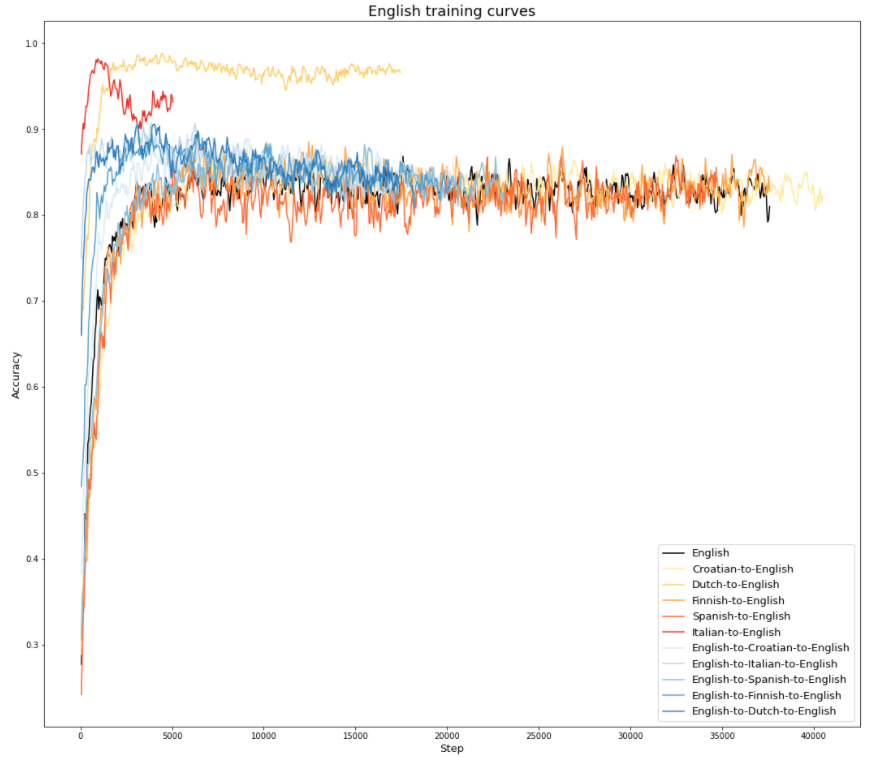 English training curves
1.0
0.9
0.8
0.7
0.6
0.5
0.4
0.3
Accuracy
0 5000 10000 15000 20000 25000 30000 35000 40000
Step
English
Croatian-to-English
Dutch-to-English
Finnish-to-English
Spanish-to-English
Italian-to-English
English-to-Croatian-to-English
English-to-Italian-to-English
English-to-Spanish-to-English
English-to-Finnish-to-English
English-to-Dutch-to-English